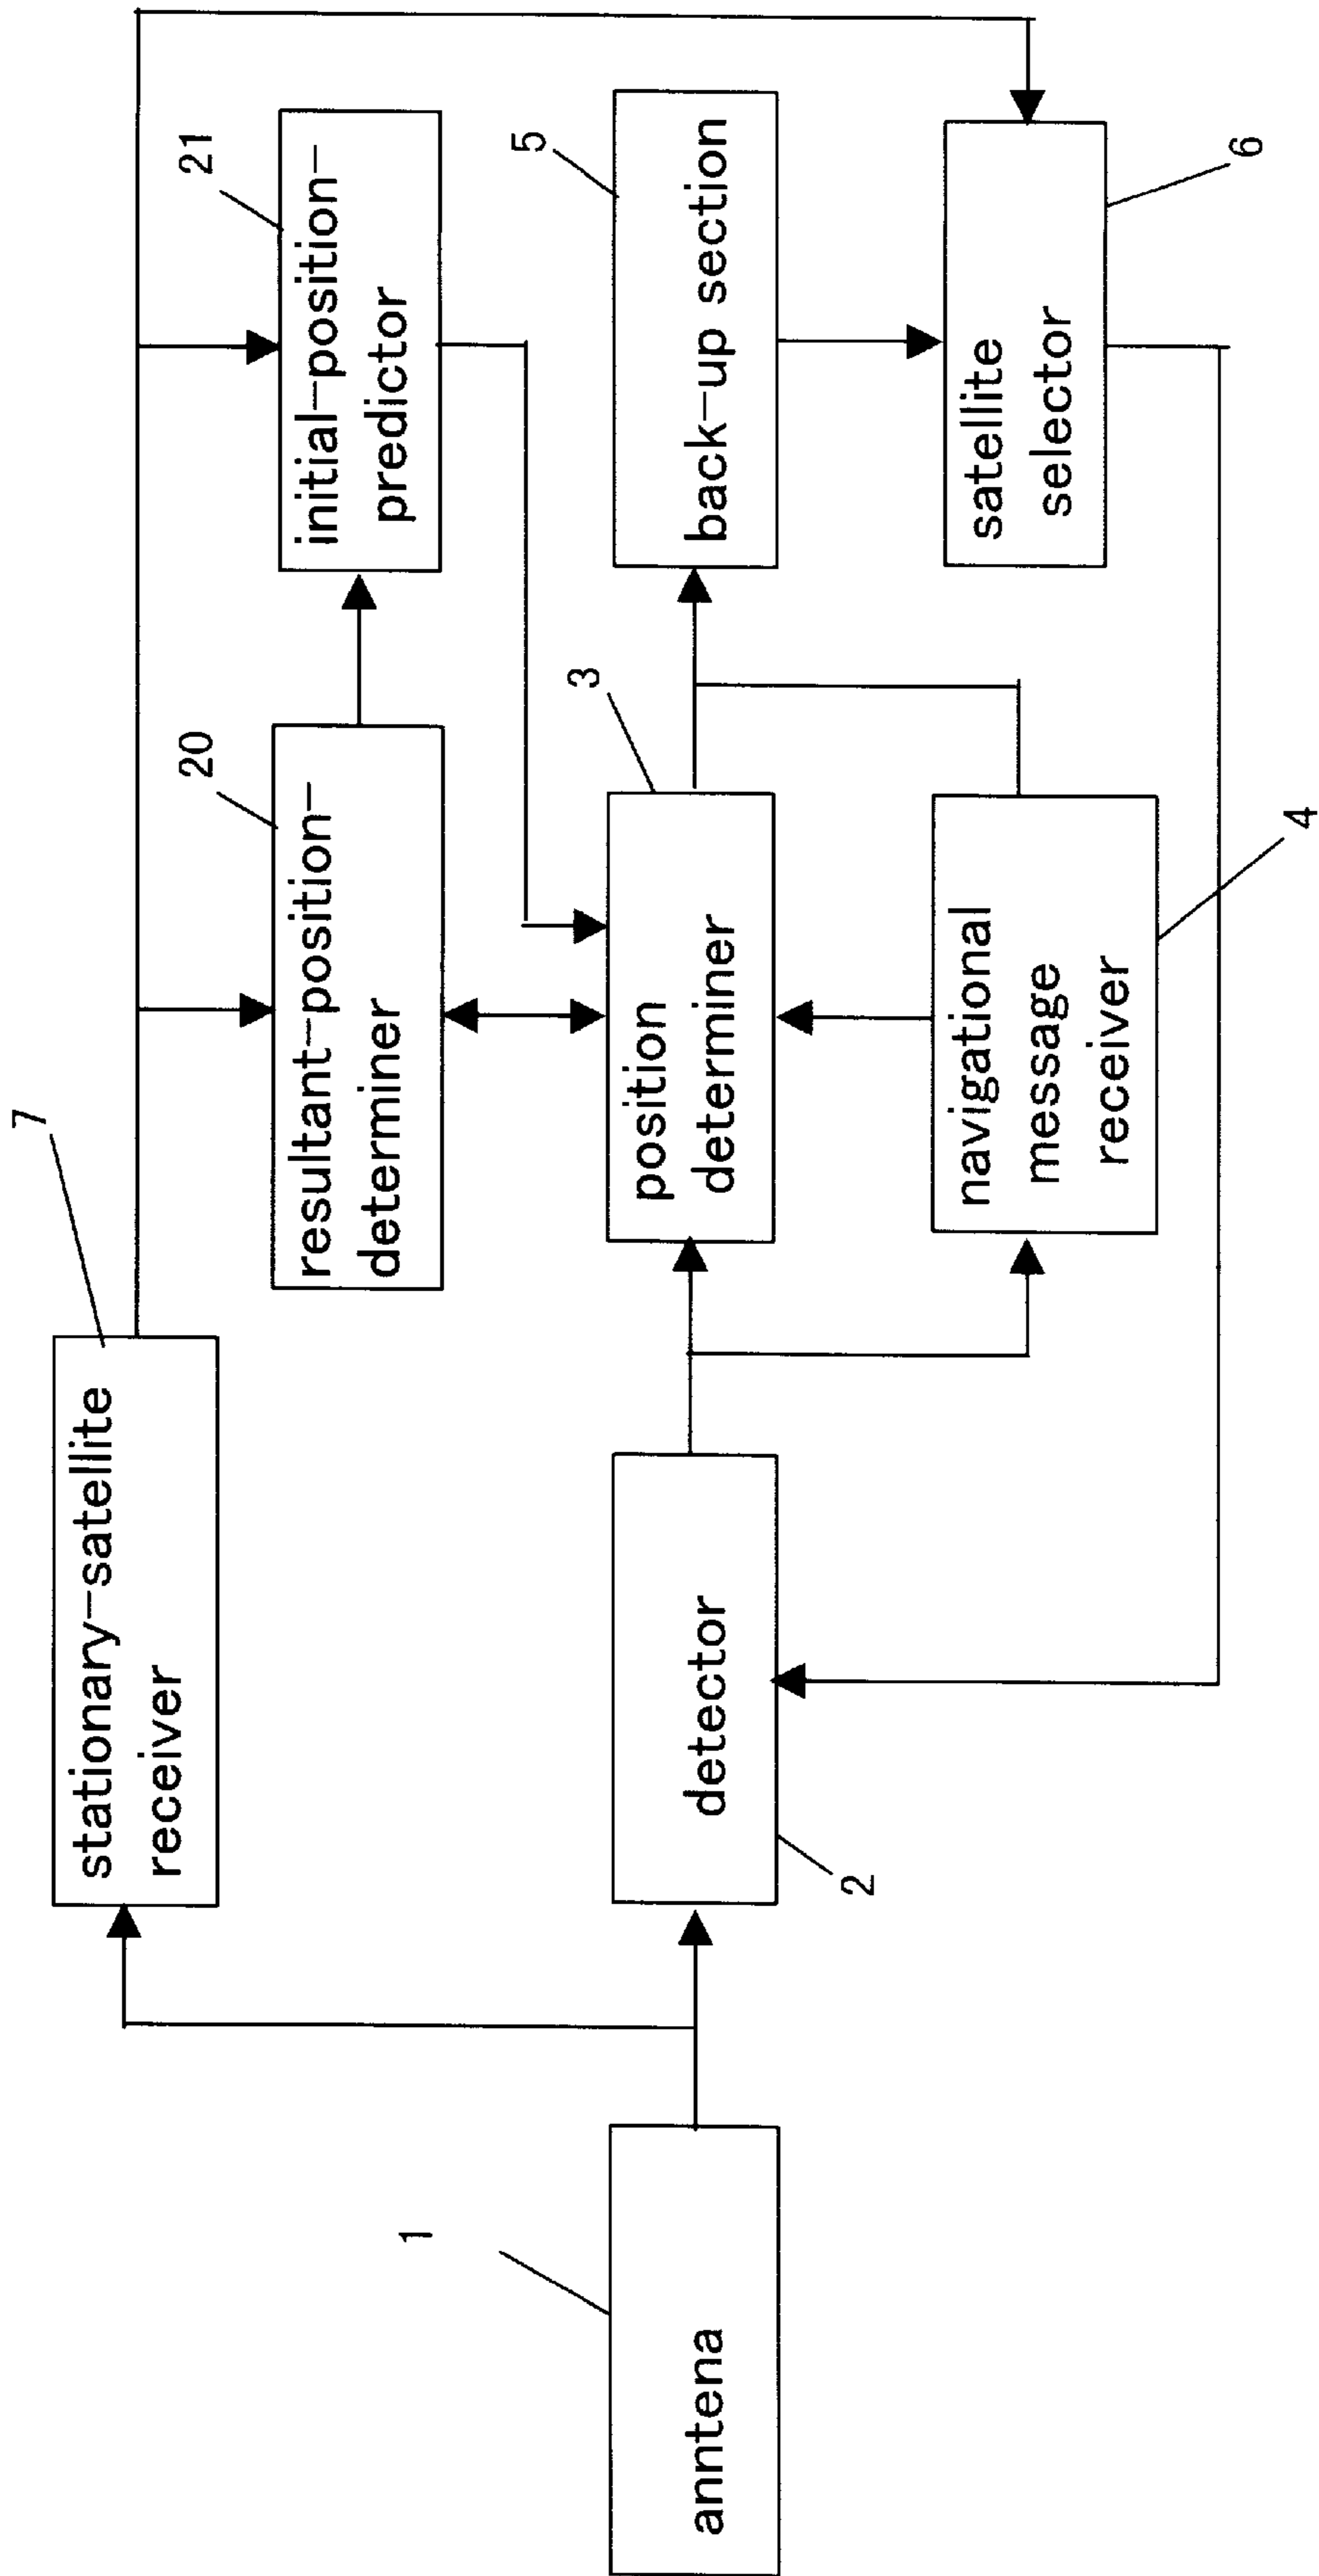 7
stationary-satellite
receiver
20
resultant-position-
determiner
21
initial-position-
predictor
1
anntena
2
detector
3
position
determiner
5
back-up section
4
navigational
message
receiver
6
satellite
selector